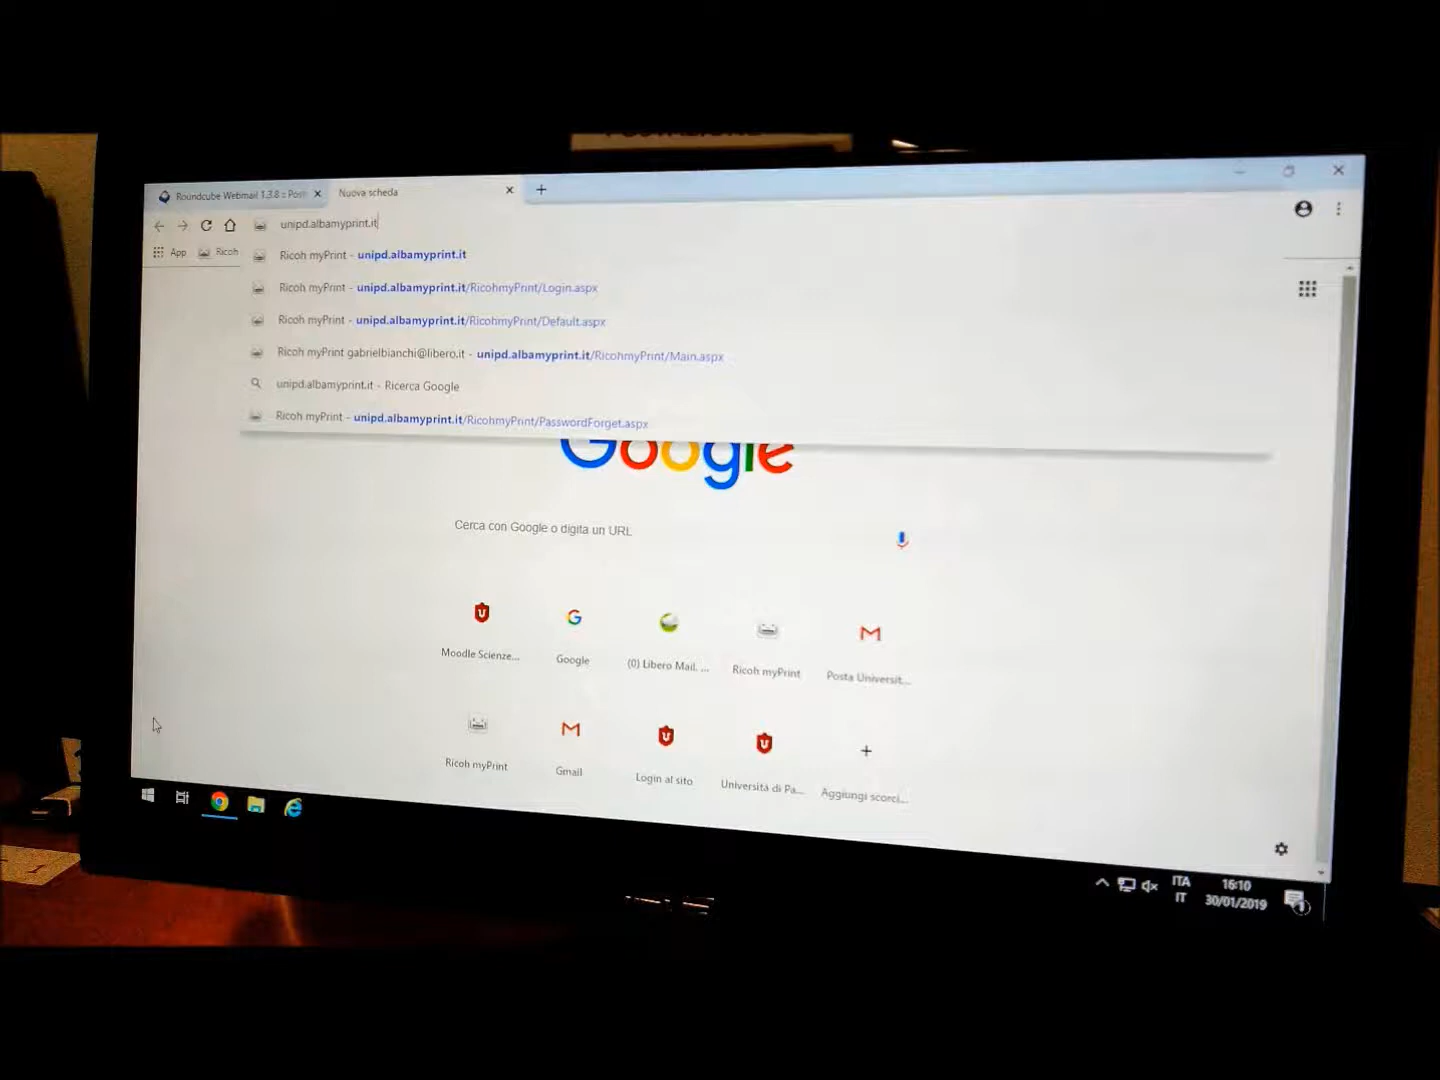 Roundcube Webmail 1.3.8 :: Post
Nuova scheda
unipd.albamyprint.it
App
Ricoh
Ricoh myPrint - unipd.albamyprint.it
Ricoh myPrint - unipd.albamyprint.it/RicohmyPrint/Login.aspx
Ricoh myPrint - unipd.albamyprint.it/RicohmyPrint/Default.aspx
Ricoh myPrint gabrielbianchi@libero.it - unipd.albamyprint.it/RicohmyPrint/Main.aspx
unipd.albamyprint.it - Ricerca Google
Ricoh myPrint - unipd.albamyprint.it/RicohmyPrint/PasswordForget.aspx
Google
Cerca con Google o digita un URL
Moodle Scienze...
Google
(0) Libero Mail. ...
Ricoh myPrint
Posta Universit...
Ricoh myPrint
Gmail
Login al sito
Università di Pa...
Aggiungi scorci...
ITA
IT
16:10
30/01/2019